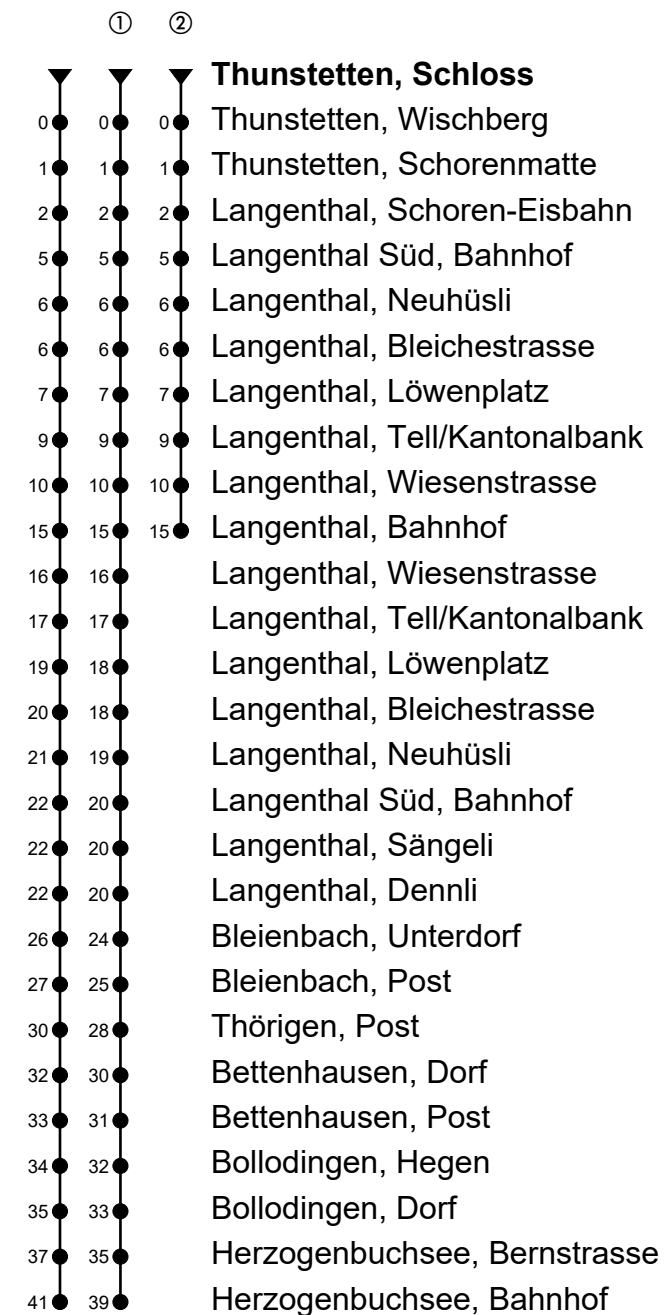 ① ②
Thunstetten, Schloss
0 0 0 Thunstetten, Wischberg
1 1 1 Thunstetten, Schorenmatte
2 2 2 Langenthal, Schoren-Eisbahn
5 5 5 Langenthal Süd, Bahnhof
6 6 6 Langenthal, Neuhüsli
6 6 6 Langenthal, Bleichestrasse
7 7 7 Langenthal, Löwenplatz
9 9 9 Langenthal, Tell/Kantonalbank
10 10 10 Langenthal, Wiesenstrasse
15 15 15 Langenthal, Bahnhof
16 16 Langenthal, Wiesenstrasse
17 17 Langenthal, Tell/Kantonalbank
19 18 Langenthal, Löwenplatz
20 18 Langenthal, Bleichestrasse
21 19 Langenthal, Neuhüsli
22 20 Langenthal Süd, Bahnhof
22 20 Langenthal, Sängeli
22 20 Langenthal, Dennli
26 24 Bleienbach, Unterdorf
27 25 Bleienbach, Post
30 28 Thörigen, Post
32 30 Bettenhausen, Dorf
33 31 Bettenhausen, Post
34 32 Bollodingen, Hegen
35 33 Bollodingen, Dorf
37 35 Herzogenbuchsee, Bernstrasse
41 39 Herzogenbuchsee, Bahnhof